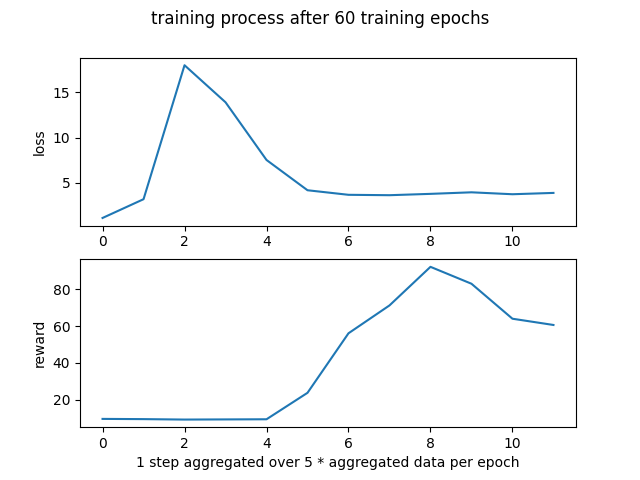 training process after 60 training epochs
15
10
5
loss
0 2 4 6 8 10
80
60
40
20
reward
0 2 4 6 8 10
1 step aggregated over 5 * aggregated data per epoch